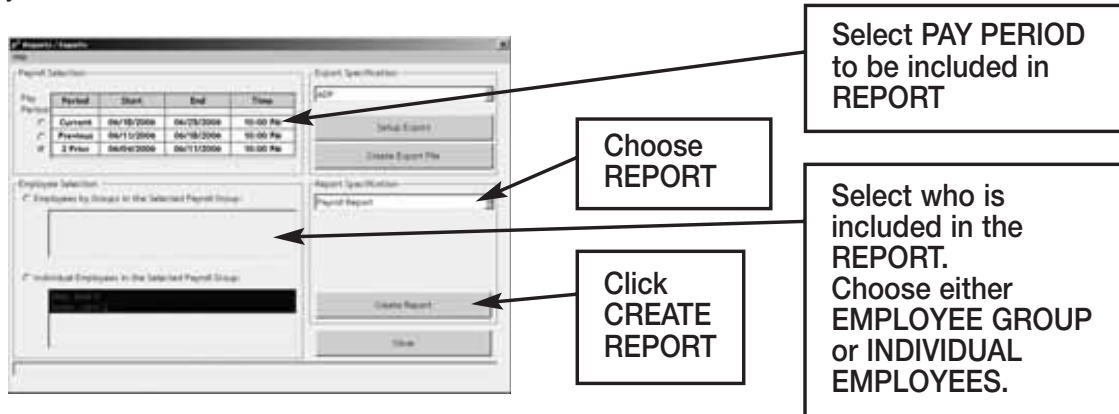 Reports / Exports
Help
Payroll Selection
Pay Period
Period Start End Time
Current 06/18/2006 06/25/2006 10:00 PM
Previous 06/11/2006 06/18/2006 10:00 PM
2 Prior 06/04/2006 06/11/2006 10:00 PM
Employee Selection
Employees by Groups in the Selected Payroll Group:
Individual Employees in the Selected Payroll Group:
Export Specification
ADP
Setup Export
Create Export File
Report Specification
Payroll Report
Create Report
Close
Select PAY PERIOD
to be included in
REPORT
Choose
REPORT
Select who is
included in the
REPORT.
Choose either
EMPLOYEE GROUP
or INDIVIDUAL
EMPLOYEES.
Click
CREATE
REPORT